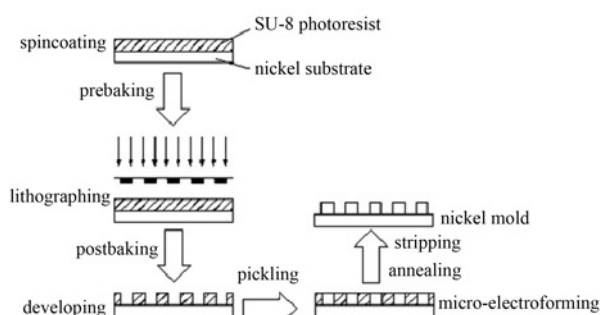 SU-8 photoresist
spincoating
nickel substrate
prebaking
lithographing
postbaking
developing
pickling
micro-electroforming
annealing
stripping
nickel mold